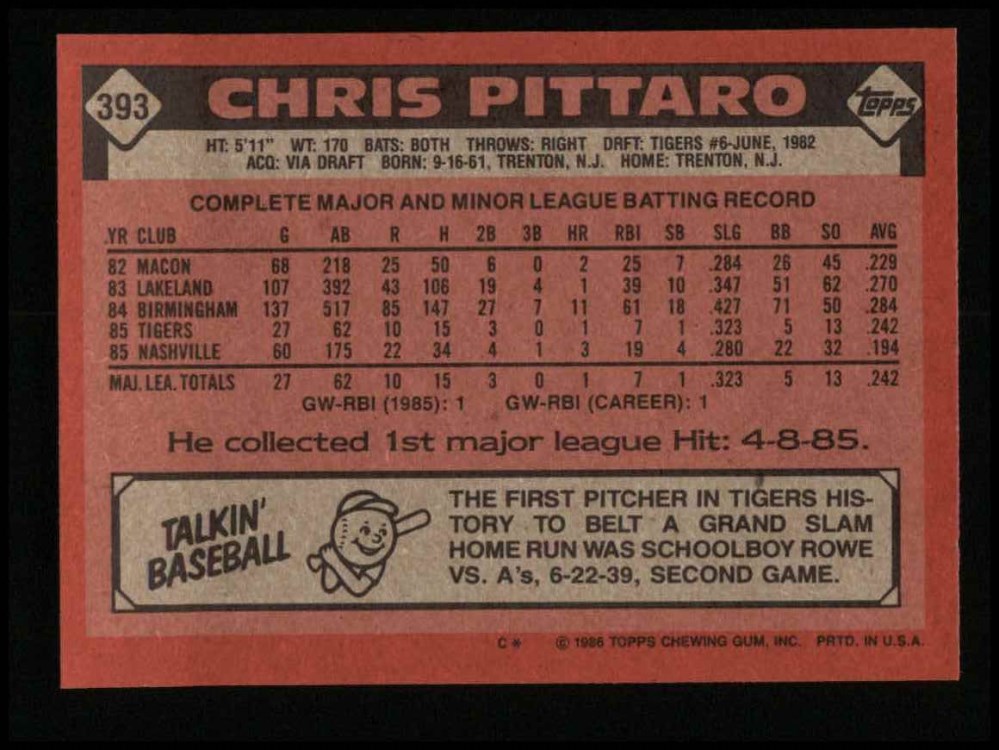 393 CHRIS PITTARO Topps
HT: 5'11" WT: 170 BATS: BOTH THROWS: RIGHT DRFT: TIGERS #6-JUNE, 1982
ACQ: VIA DRAFT BORN: 9-16-61, TRENTON, N.J. HOME: TRENTON, N.J.
COMPLETE MAJOR AND MINOR LEAGUE BATTING RECORD
YR CLUB G AB R H 2B 3B HR RBI SB SLG BB SO AVG
82 MACON 68 218 25 50 6 0 2 25 7 .284 26 45 .229
83 LAKELAND 107 392 43 106 19 4 1 39 10 .347 51 62 .270
84 BIRMINGHAM 137 517 85 147 27 7 11 61 18 .427 71 50 .284
85 TIGERS 27 62 10 15 3 0 1 7 1 .323 5 13 .242
85 NASHVILLE 60 175 22 34 4 1 3 19 4 .280 22 32 .194
MAJ. LEA. TOTALS 27 62 10 15 3 0 1 7 1 .323 5 13 .242
GW-RBI (1985): 1 GW-RBI (CAREER): 1
He collected 1st major league Hit: 4-8-85.
TALKIN'
BASEBALL
THE FIRST PITCHER IN TIGERS HIS-
TORY TO BELT A GRAND SLAM
HOME RUN WAS SCHOOLBOY ROWE
VS. A's, 6-22-39, SECOND GAME.
C* © 1986 TOPPS CHEWING GUM, INC. PRTD. IN U.S.A.